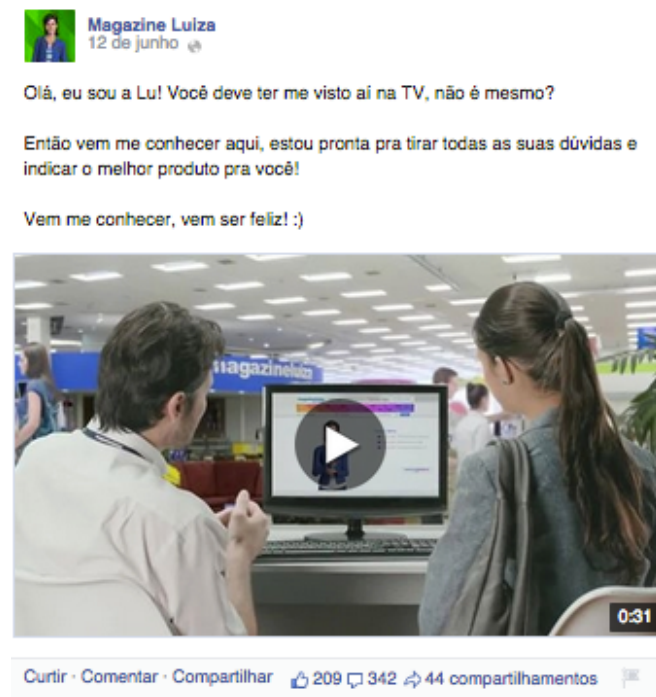 Magazine Luiza
12 de junho
Olá, eu sou a Lu! Você deve ter me visto aí na TV, não é mesmo?
Então vem me conhecer aqui, estou pronta pra tirar todas as suas dúvidas e
indicar o melhor produto pra você!
Vem me conhecer, vem ser feliz! :)
magazineluiza
0:31
Curtir · Comentar · Compartilhar 209 342 44 compartilhamentos